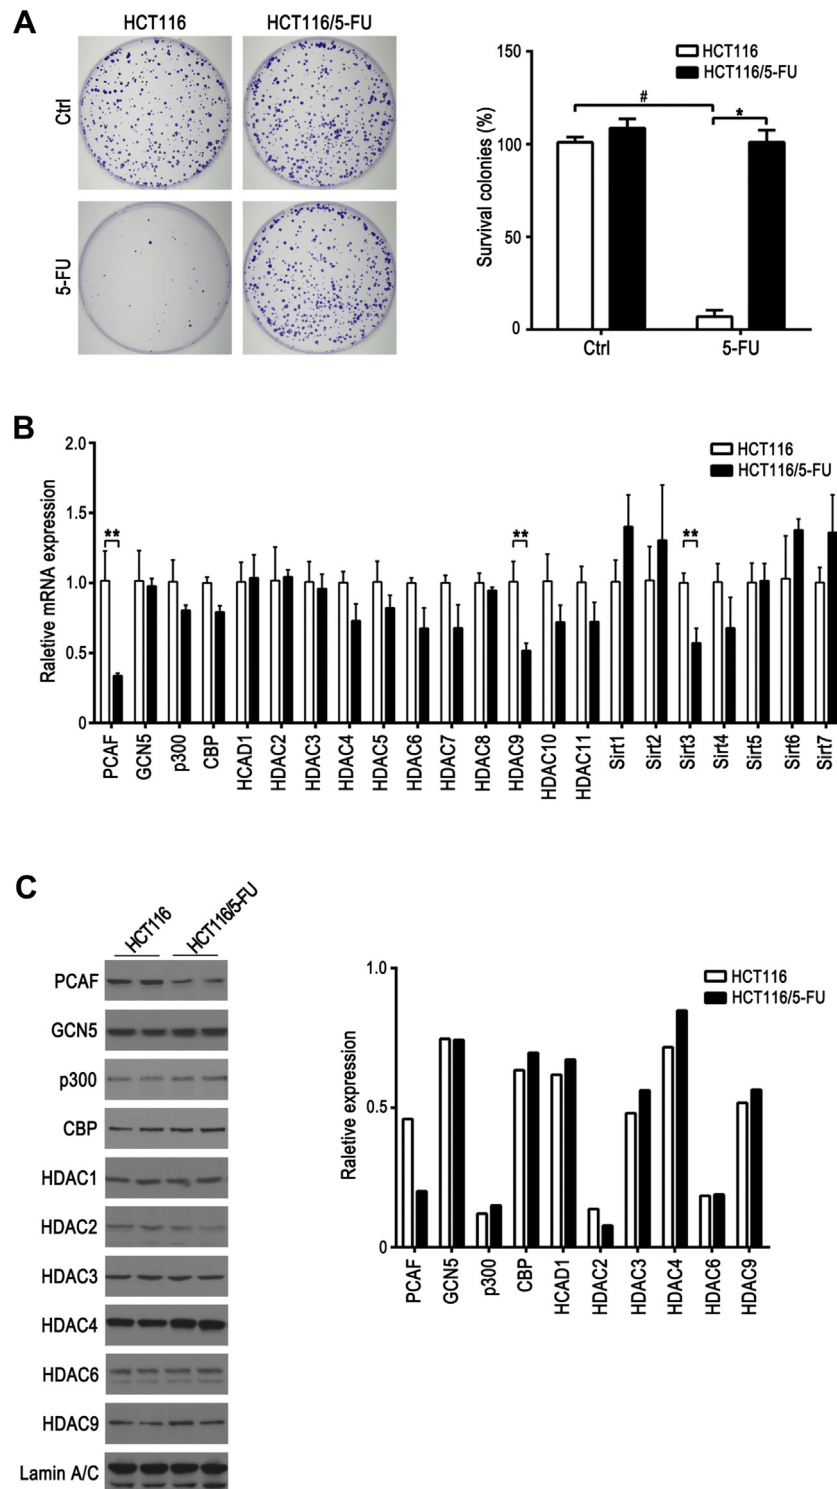 A
HCT116
HCT116/5-FU
Ctrl
5-FU
Survival colonies (%)
150
100
50
0
HCT116
HCT116/5-FU
#
*
Ctrl
5-FU
B
Raletive mRNA expression
2.0
1.5
1.0
0.5
0
HCT116
HCT116/5-FU
**
**
**
PCAF
GCN5
p300
CBP
HCAD1
HDAC2
HDAC3
HDAC4
HDAC5
HDAC6
HDAC7
HDAC8
HDAC9
HDAC10
HDAC11
Sirt1
Sirt2
Sirt3
Sirt4
Sirt5
Sirt6
Sirt7
C
HCT116
HCT116/5-FU
PCAF
GCN5
p300
CBP
HDAC1
HDAC2
HDAC3
HDAC4
HDAC6
HDAC9
Lamin A/C
Raletive expression
1.0
0.5
0
HCT116
HCT116/5-FU
PCAF
GCN5
p300
CBP
HCAD1
HDAC2
HDAC3
HDAC4
HDAC6
HDAC9